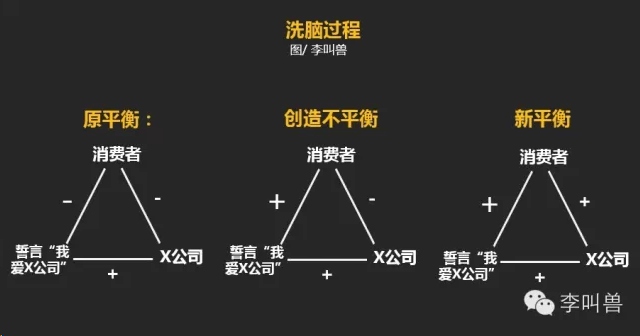 洗脑过程
图/ 李叫兽
原平衡：
创造不平衡
新平衡
消费者
消费者
消费者
-
-
+
-
+
+
誓言“我
爱X公司”
X公司
+
誓言“我
爱X公司”
X公司
+
誓言“我
爱X公司”
X公司
+
李叫兽